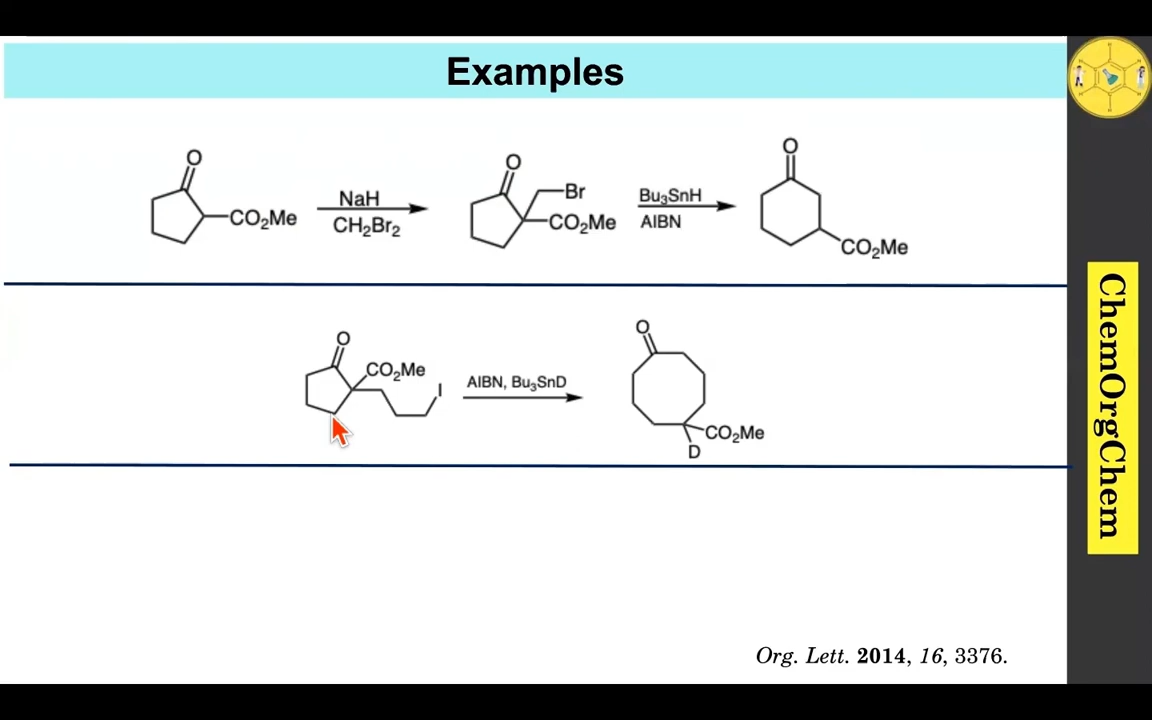 Examples
O
CO₂Me
NaH
CH₂Br₂
O
Br
CO₂Me
Bu₃SnH
AIBN
O
CO₂Me
O
CO₂Me
I
AIBN, Bu₃SnD
O
CO₂Me
D
Org. Lett. 2014, 16, 3376.
ChemOrgChem